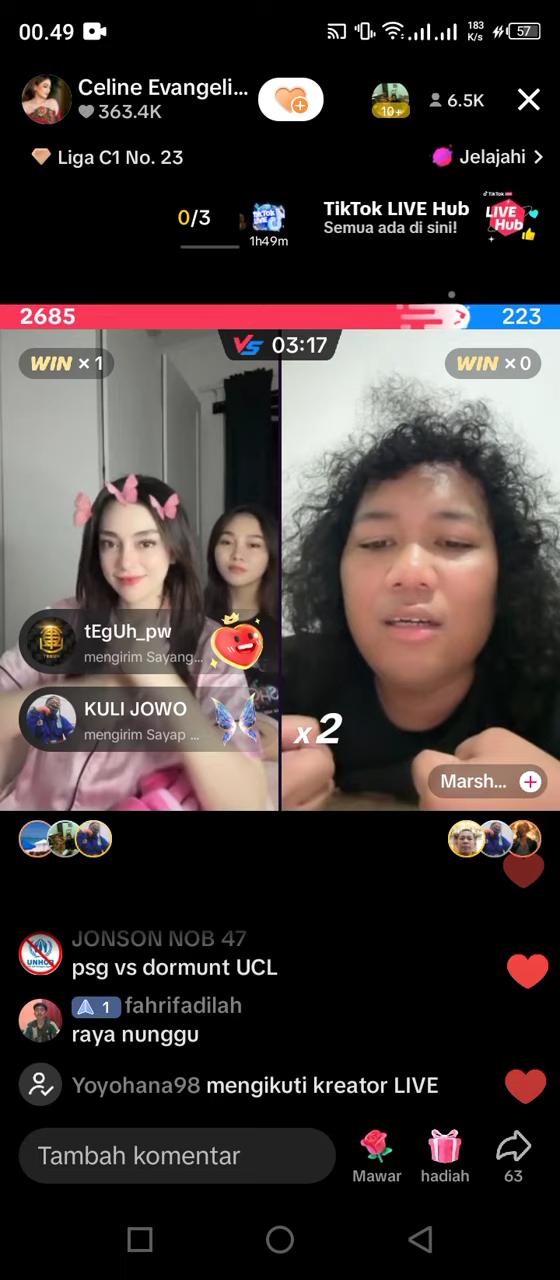 00.49
183
K/s
57
Celine Evangeli...
363.4K
10+
6.5K
Liga C1 No. 23
Jelajahi
0/3
1h49m
TikTok LIVE Hub
Semua ada di sini!
TikTok
LIVE
Hub
2685
223
VS 03:17
WIN x 1
WIN x 0
tEgUh_pw
mengirim Sayang...
KULI JOWO
mengirim Sayap ...
x2
Marsh...
JONSON NOB 47
psg vs dormunt UCL
1 fahrifadilah
raya nunggu
Yoyohana98 mengikuti kreator LIVE
Tambah komentar
Mawar
hadiah
63